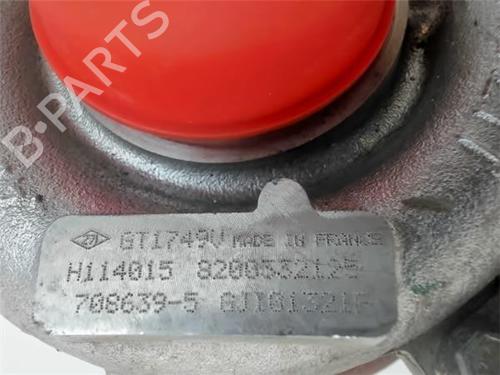 B-PARTS
GT1749V MADE IN FRANCE
H114015 8200332125
708639-5